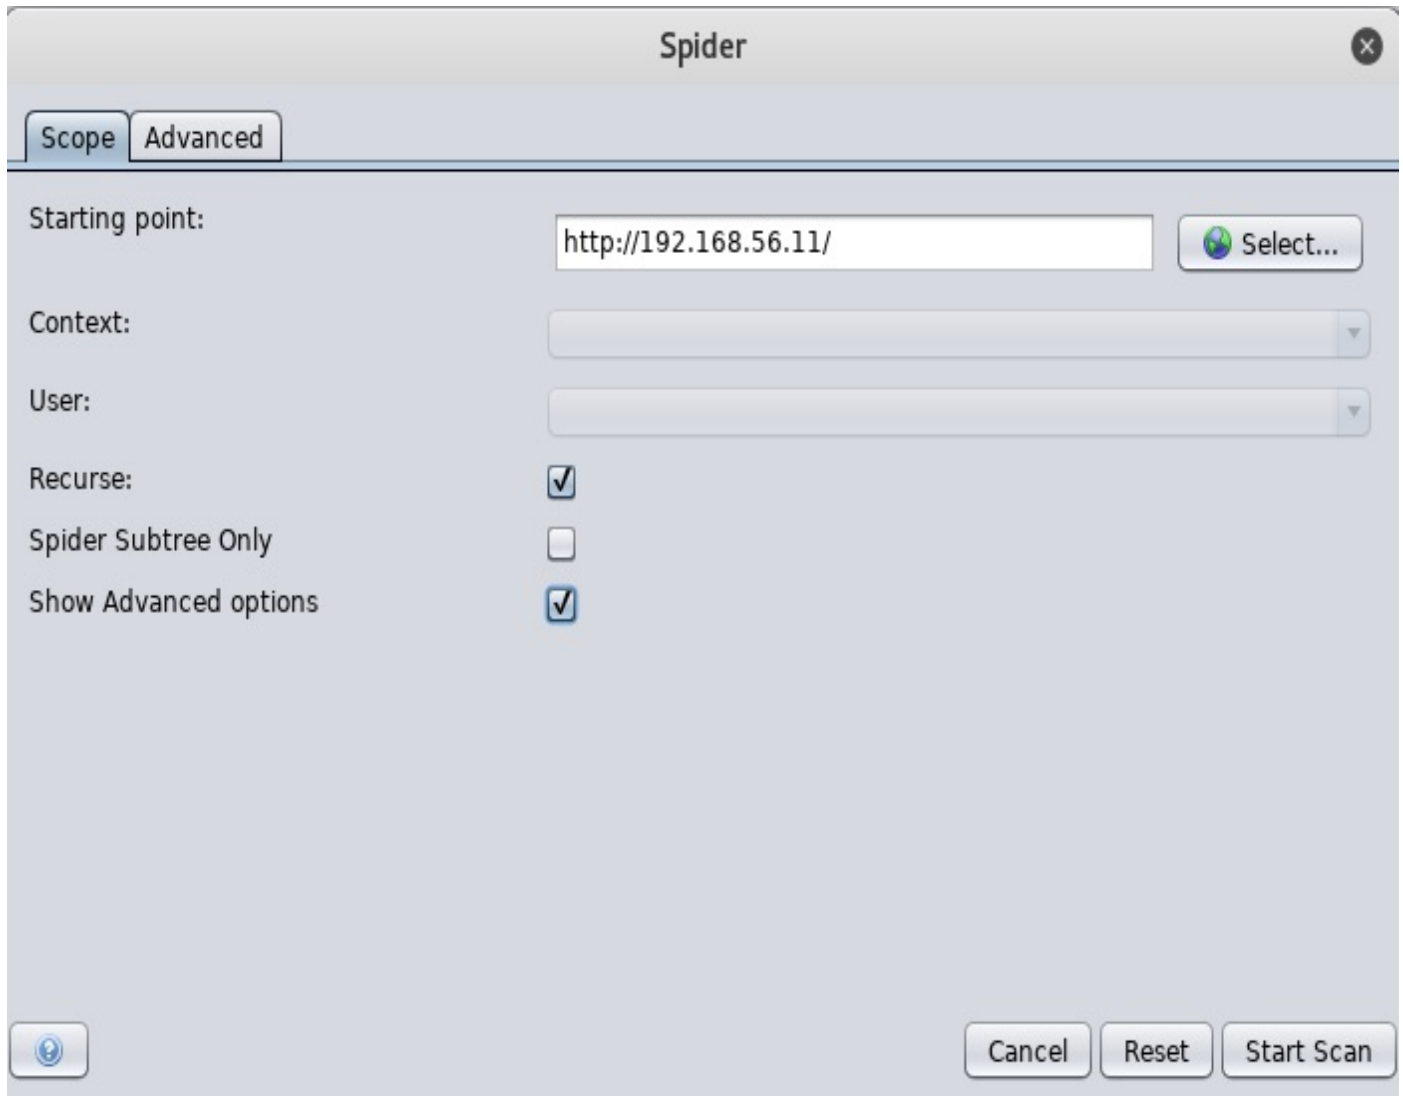 Spider
Scope Advanced
Starting point: http://192.168.56.11/ Select...
Context:
User:
Recurse:
Spider Subtree Only
Show Advanced options
Cancel Reset Start Scan